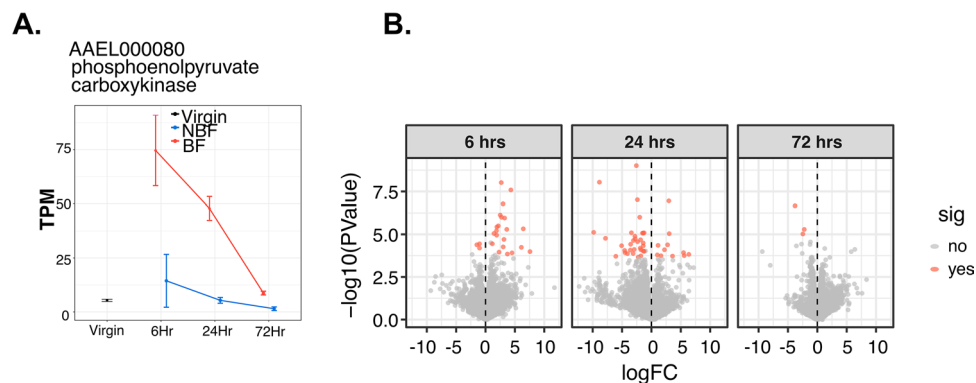 A.
AAEL000080
phosphoenolpyruvate
carboxykinase
TPM
75
50
25
0
Virgin
NBF
BF
Virgin 6Hr 24Hr 72Hr
B.
6 hrs 24 hrs 72 hrs
-log10(PValue)
7.5
5.0
2.5
0.0
-10 -5 0 5 10 -10 -5 0 5 10 -10 -5 0 5 10
logFC
sig
no
yes